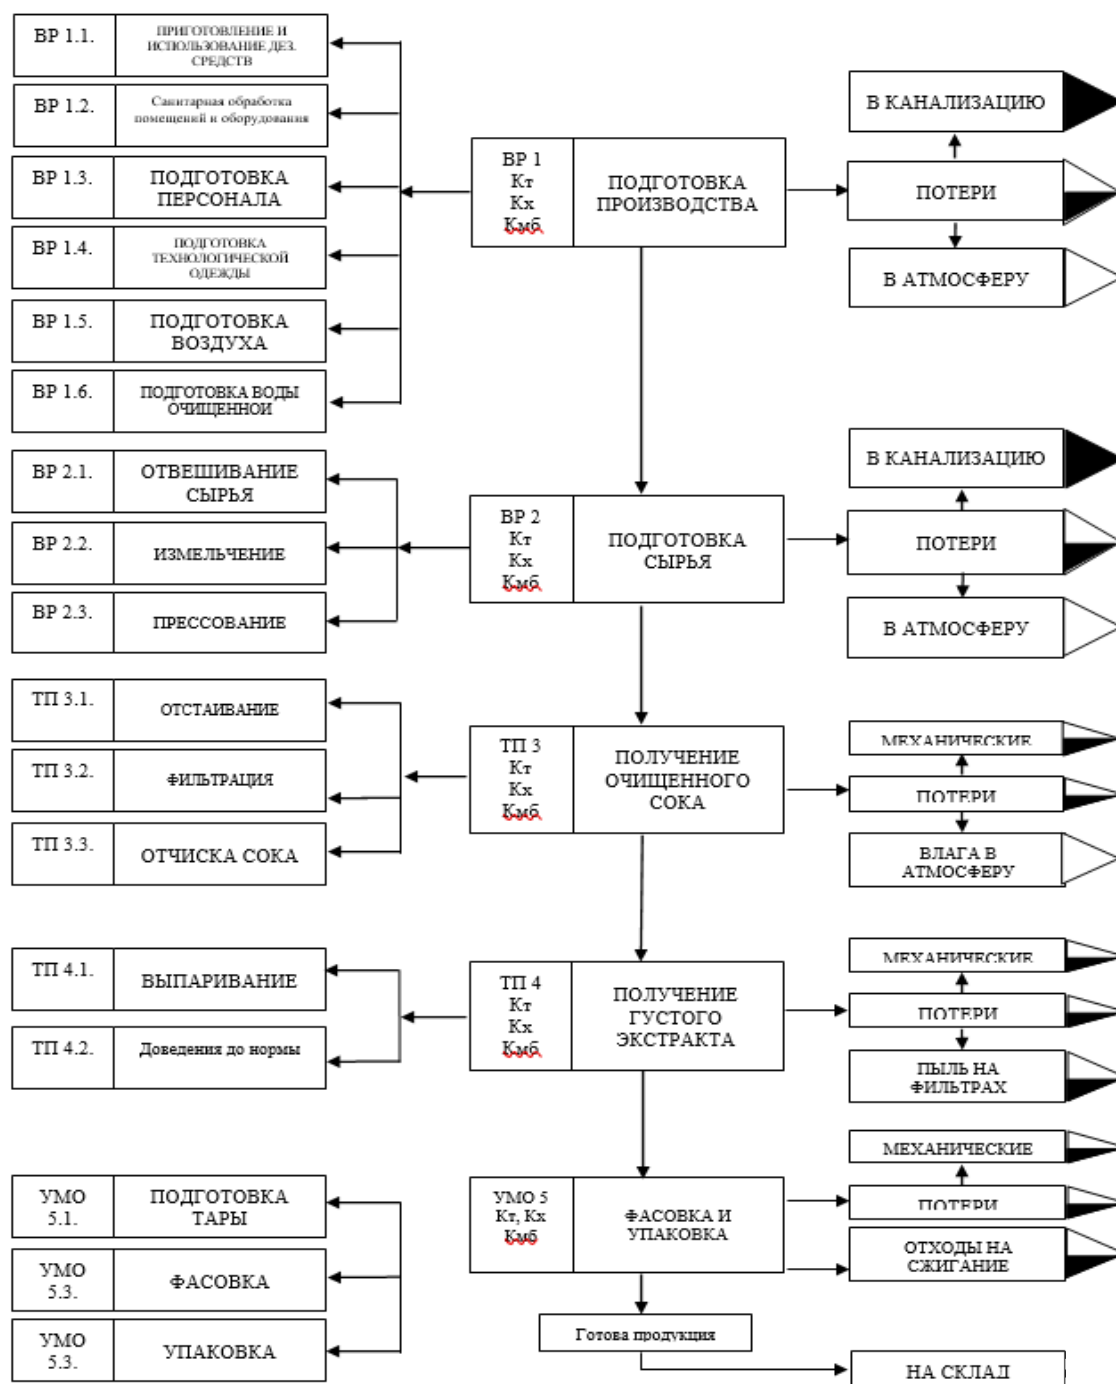 ВР 1.1.
ПРИГОТОВЛЕНИЕ И
ИСПОЛЬЗОВАНИЕ ДЕЗ.
СРЕДСТВ
ВР 1.2.
Санитарная обработка
помещений и оборудования
ВР 1.3.
ПОДГОТОВКА
ПЕРСОНАЛА
ВР 1.4.
ПОДГОТОВКА
ТЕХНОЛОГИЧЕСКОЙ
ОДЕЖДЫ
ВР 1.5.
ПОДГОТОВКА
ВОЗДУХА
ВР 1.6.
ПОДГОТОВКА ВОДЫ
ОЧИЩЕННОЙ
ВР 1
Кт
Кх
Кмб
ПОДГОТОВКА
ПРОИЗВОДСТВА
В КАНАЛИЗАЦИЮ
ПОТЕРИ
В АТМОСФЕРУ
ВР 2.1.
ОТВЕШИВАНИЕ
СЫРЬЯ
ВР 2.2.
ИЗМЕЛЬЧЕНИЕ
ВР 2.3.
ПРЕССОВАНИЕ
ВР 2
Кт
Кх
Кмб
ПОДГОТОВКА
СЫРЬЯ
В КАНАЛИЗАЦИЮ
ПОТЕРИ
В АТМОСФЕРУ
ТП 3.1.
ОТСТАИВАНИЕ
ТП 3.2.
ФИЛЬТРАЦИЯ
ТП 3.3.
ОТЧИСКА СОКА
ТП 3
Кт
Кх
Кмб
ПОЛУЧЕНИЕ
ОЧИЩЕННОГО
СОКА
МЕХАНИЧЕСКИЕ
ПОТЕРИ
ВЛАГА В
АТМОСФЕРУ
ТП 4.1.
ВЫПАРИВАНИЕ
ТП 4.2.
Доведения до нормы
ТП 4
Кт
Кх
Кмб
ПОЛУЧЕНИЕ
ГУСТОГО
ЭКСТРАКТА
МЕХАНИЧЕСКИЕ
ПОТЕРИ
ПЫЛЬ НА
ФИЛЬТРАХ
УМО
5.1.
ПОДГОТОВКА
ТАРЫ
УМО
5.3.
ФАСОВКА
УМО
5.3.
УПАКОВКА
УМО 5
Кт, Кх
Кмб
ФАСОВКА И
УПАКОВКА
МЕХАНИЧЕСКИЕ
ПОТЕРИ
ОТХОДЫ НА
СЖИГАНИЕ
Готова продукция
НА СКЛАД